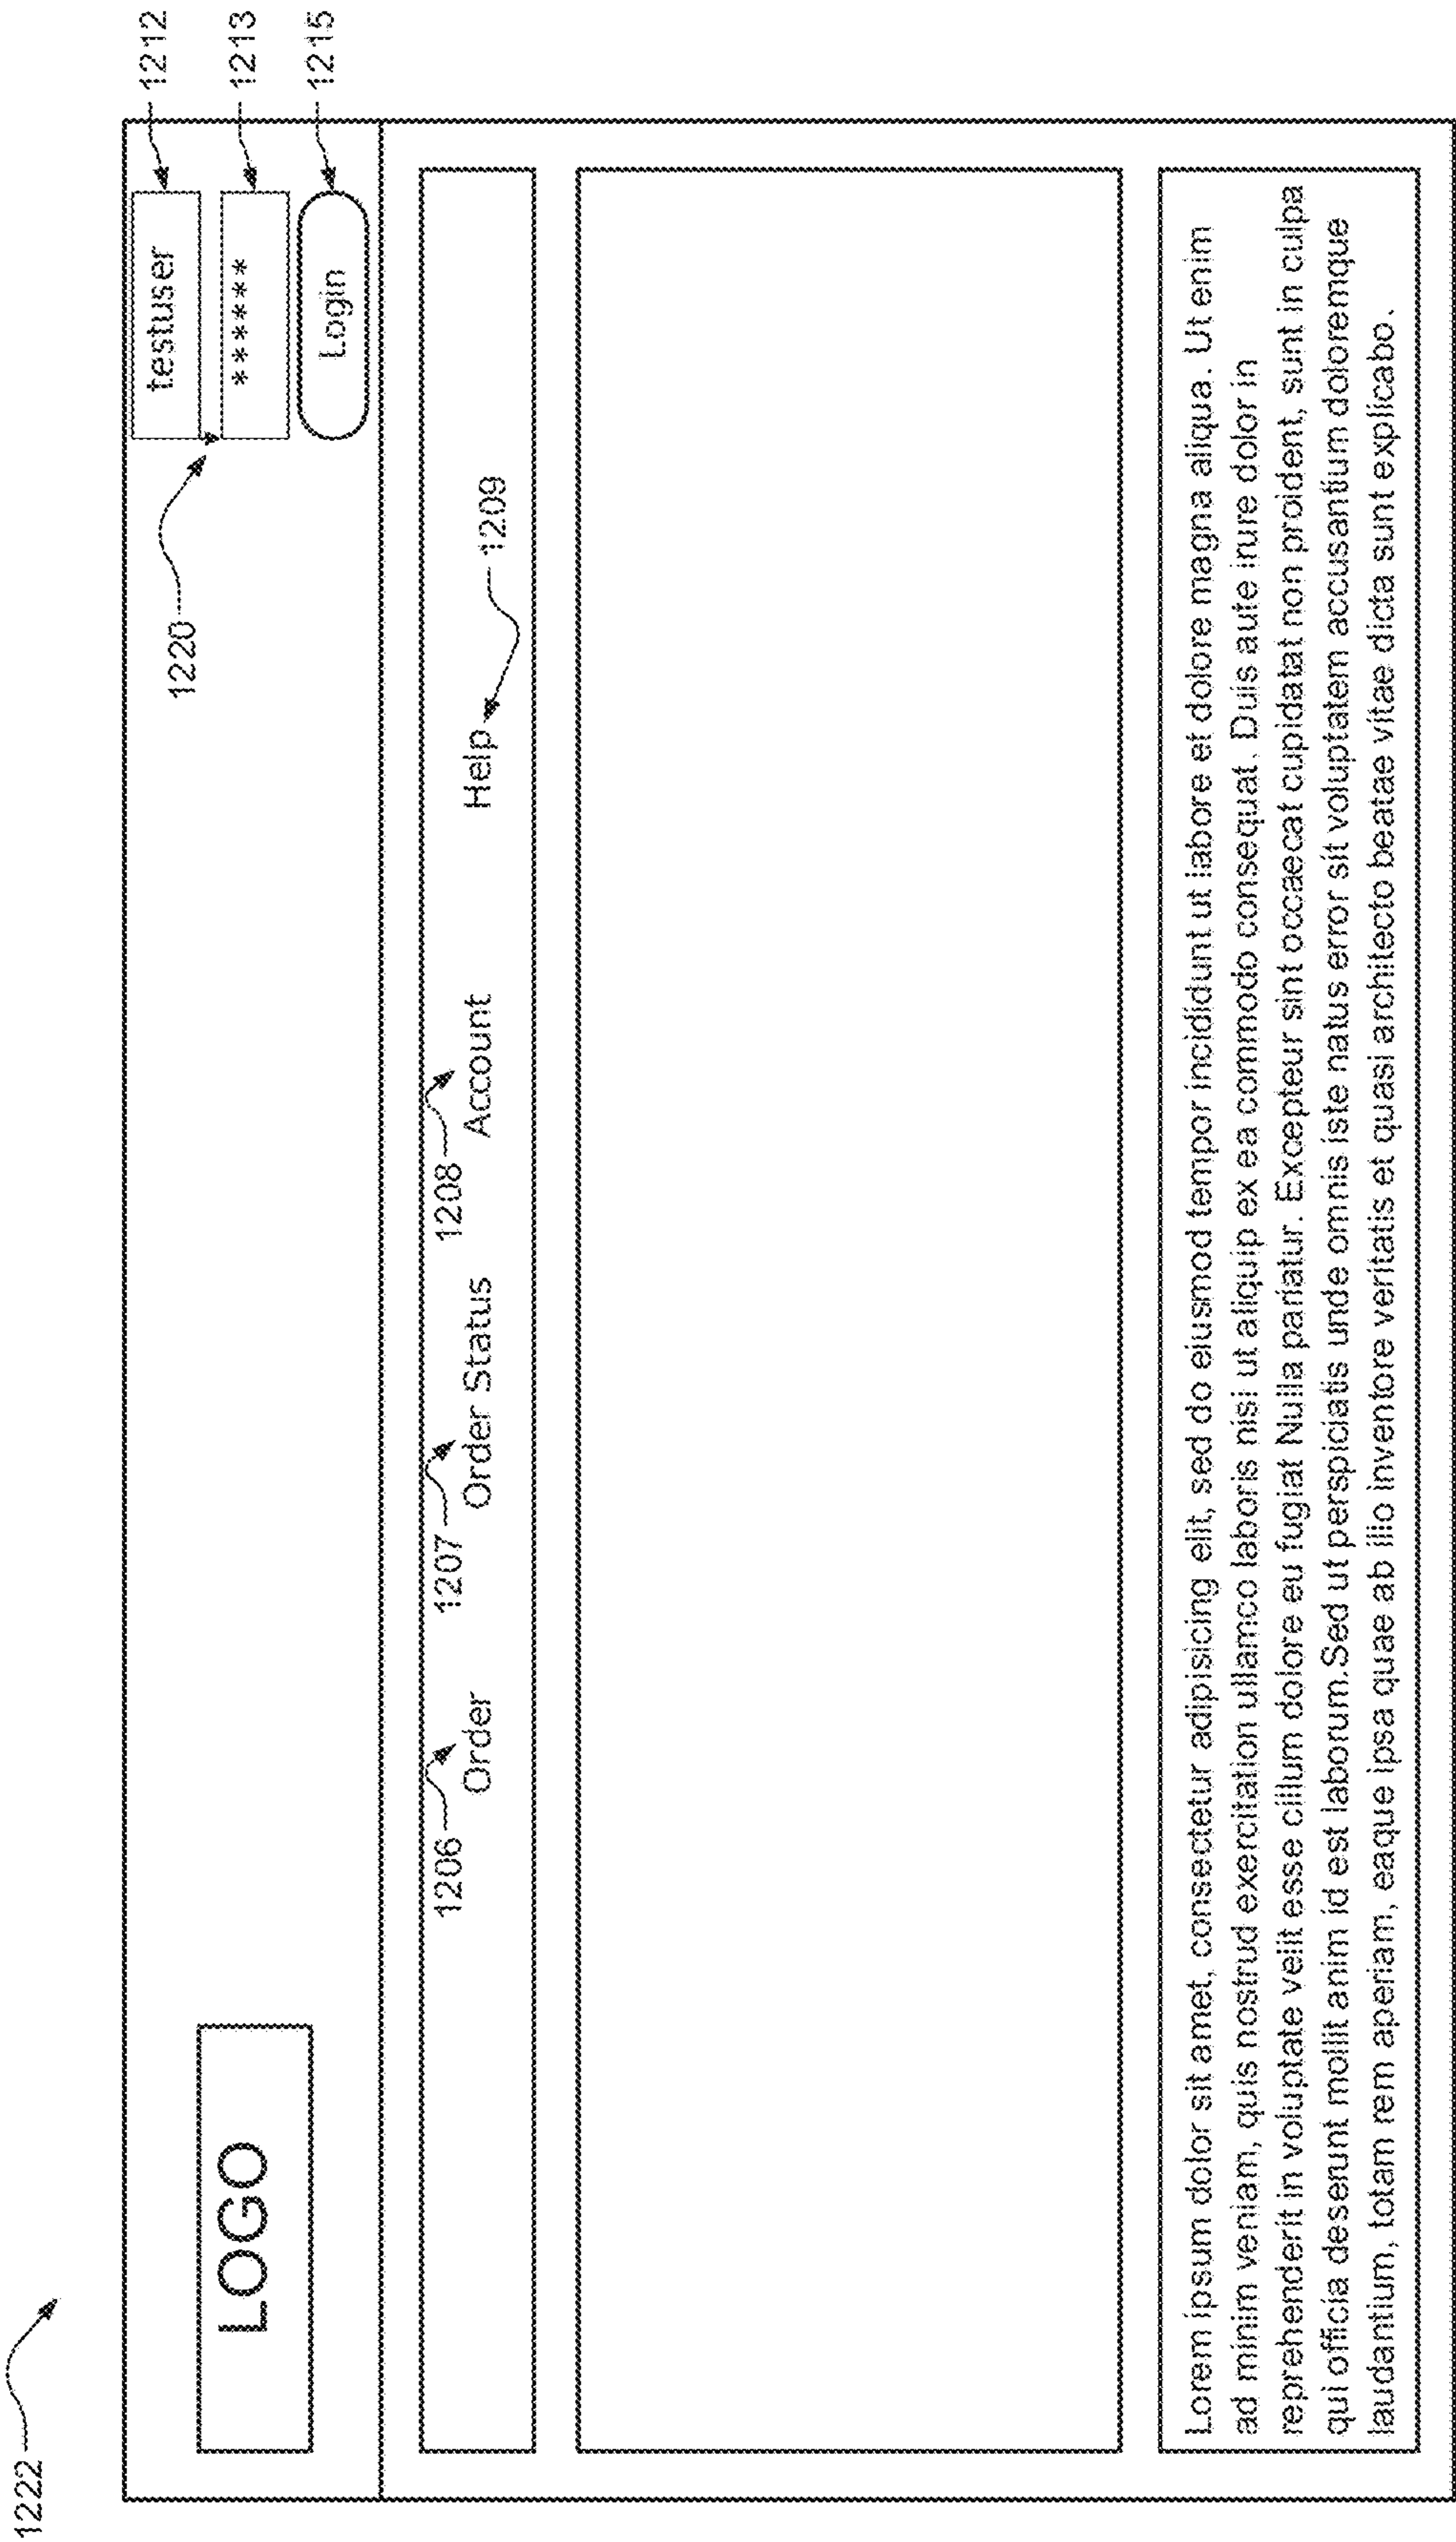 1222
LOGO
1220
testuser
1212
******
1213
Login
1215
1206
Order
1207
Order Status
1208
Account
Help
1209
Lorem ipsum dolor sit amet, consectetur adipisicing elit, sed do eiusmod tempor incididunt ut labore et dolore magna aliqua. Ut enim
ad minim veniam, quis nostrud exercitation ullamco laboris nisi ut aliquip ex ea commodo consequat. Duis aute irure dolor in
reprehenderit in voluptate velit esse cillum dolore eu fugiat Nulla pariatur. Excepteur sint occaecat cupidatat non proident, sunt in culpa
qui officia deserunt mollit anim id est laborum.Sed ut perspiciatis unde omnis iste natus error sit voluptatem accusantium doloremque
laudantium, totam rem aperiam, eaque ipsa quae ab illo inventore veritatis et quasi architecto beatae vitae dicta sunt explicabo.